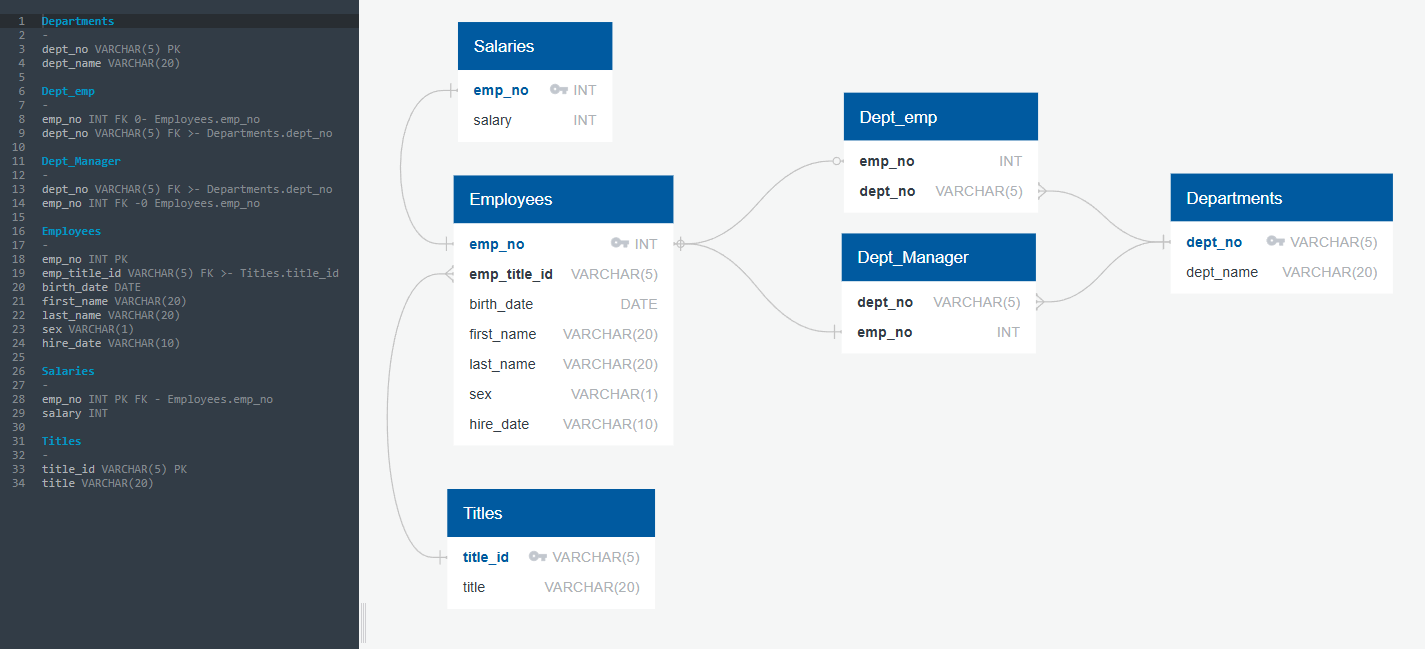 1 Departments
2 -
3 dept_no VARCHAR(5) PK
4 dept_name VARCHAR(20)
5
6 Dept_emp
7 -
8 emp_no INT FK 0- Employees.emp_no
9 dept_no VARCHAR(5) FK >- Departments.dept_no
10
11 Dept_Manager
12 -
13 dept_no VARCHAR(5) FK >- Departments.dept_no
14 emp_no INT FK -0 Employees.emp_no
15
16 Employees
17 -
18 emp_no INT PK
19 emp_title_id VARCHAR(5) FK >- Titles.title_id
20 birth_date DATE
21 first_name VARCHAR(20)
22 last_name VARCHAR(20)
23 sex VARCHAR(1)
24 hire_date VARCHAR(10)
25
26 Salaries
27 -
28 emp_no INT PK FK - Employees.emp_no
29 salary INT
30
31 Titles
32 -
33 title_id VARCHAR(5) PK
34 title VARCHAR(20)
Salaries
emp_no INT
salary INT
Employees
emp_no INT
emp_title_id VARCHAR(5)
birth_date DATE
first_name VARCHAR(20)
last_name VARCHAR(20)
sex VARCHAR(1)
hire_date VARCHAR(10)
Titles
title_id VARCHAR(5)
title VARCHAR(20)
Dept_emp
emp_no INT
dept_no VARCHAR(5)
Dept_Manager
dept_no VARCHAR(5)
emp_no INT
Departments
dept_no VARCHAR(5)
dept_name VARCHAR(20)